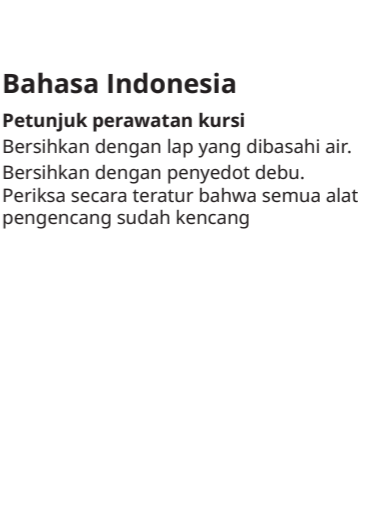 Bahasa Indonesia
Petunjuk perawatan kursi
Bersihkan dengan lap yang dibasahi air.
Bersihkan dengan penyedot debu.
Periksa secara teratur bahwa semua alat
pengencang sudah kencang